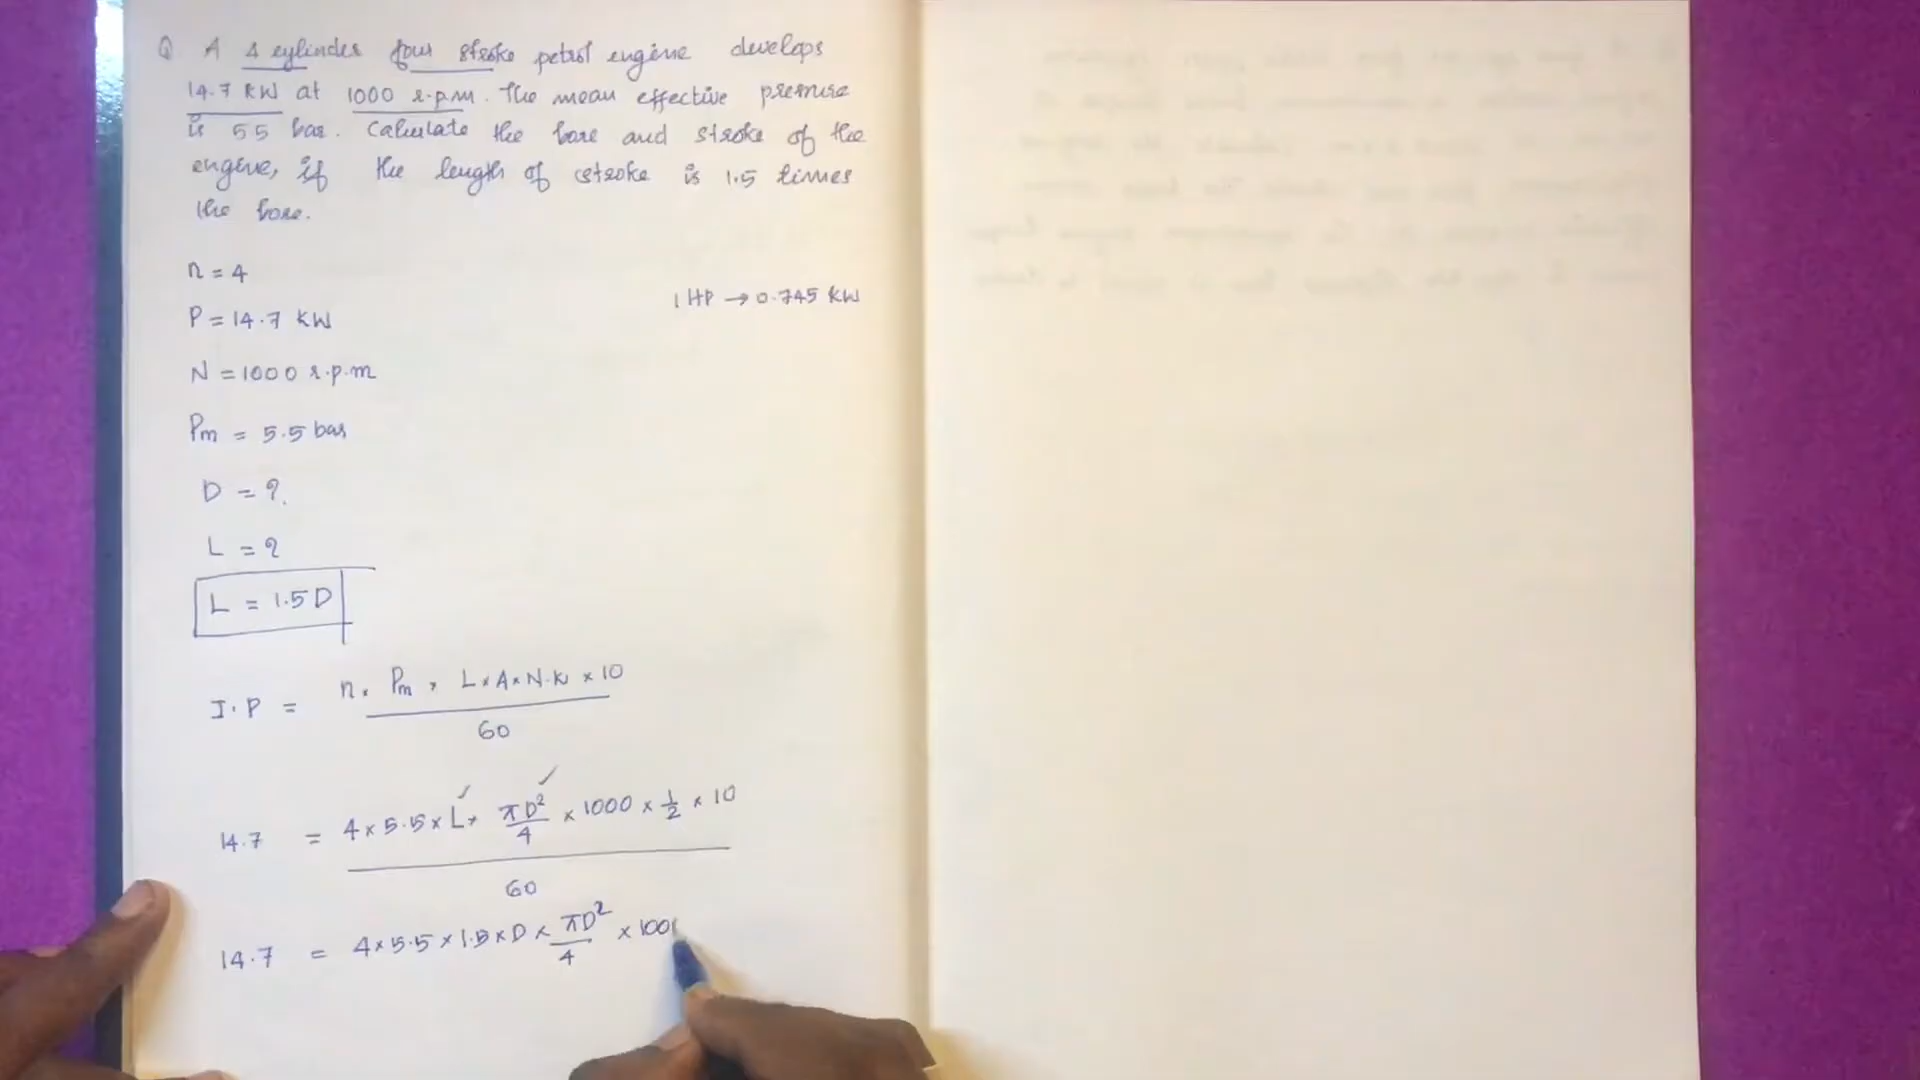 Q A 4 cylinder four stroke petrol engine develops
14.7 KW at 1000 r.p.m. The mean effective pressure
is 55 bar. Calculate the bore and stroke of the
engine, if the length of stroke is 1.5 times
the bore.
n = 4
1 HP → 0.745 KW
P = 14.7 KW
N = 1000 r.p.m
Pm = 5.5 bar
D = ?.
L = ?
L = 1.5 D
I.P = n × Pm × L × A × N.K × 10 / 60
14.7 = 4 × 5.5 × L × πD²/4 × 1000 × 1/2 × 10 / 60
14.7 = 4 × 5.5 × 1.5 × D × πD²/4 × 100